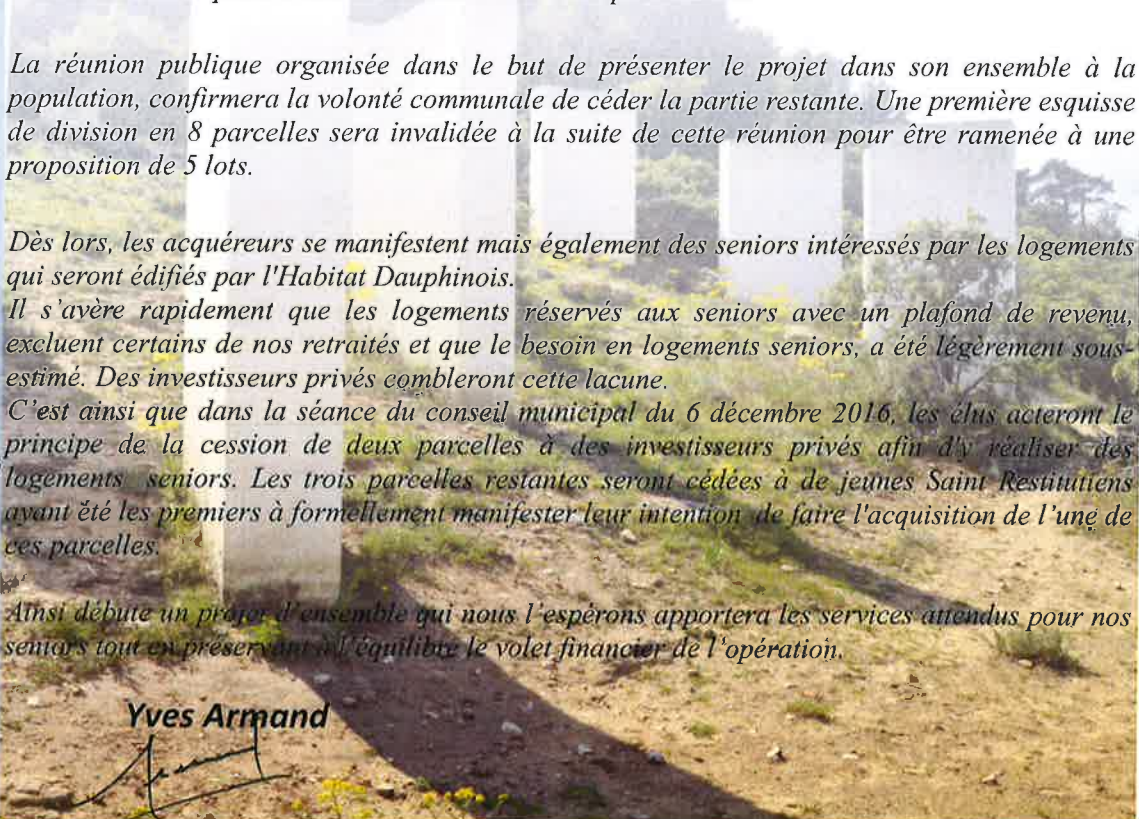 La réunion publique organisée dans le but de présenter le projet dans son ensemble à la
population, confirmera la volonté communale de céder la partie restante. Une première esquisse
de division en 8 parcelles sera invalidée à la suite de cette réunion pour être ramenée à une
proposition de 5 lots.
Dès lors, les acquéreurs se manifestent mais également des seniors intéressés par les logements
qui seront édifiés par l'Habitat Dauphinois.
Il s'avère rapidement que les logements réservés aux seniors avec un plafond de revenu,
excluent certains de nos retraités et que le besoin en logements seniors, a été légèrement sous-
estimé. Des investisseurs privés combleront cette lacune.
C'est ainsi que dans la séance du conseil municipal du 6 décembre 2016, les élus acteront le
principe de la cession de deux parcelles à des investisseurs privés afin d'y réaliser des
logements seniors. Les trois parcelles restantes seront cédées à de jeunes Saint Restitutiens
ayant été les premiers à formellement manifester leur intention de faire l'acquisition de l'une de
ces parcelles.
Ainsi débute un projet d'ensemble qui nous l'espérons apportera les services attendus pour nos
seniors tout en préservant à l'équilibre le volet financier de l'opération.
Yves Armand